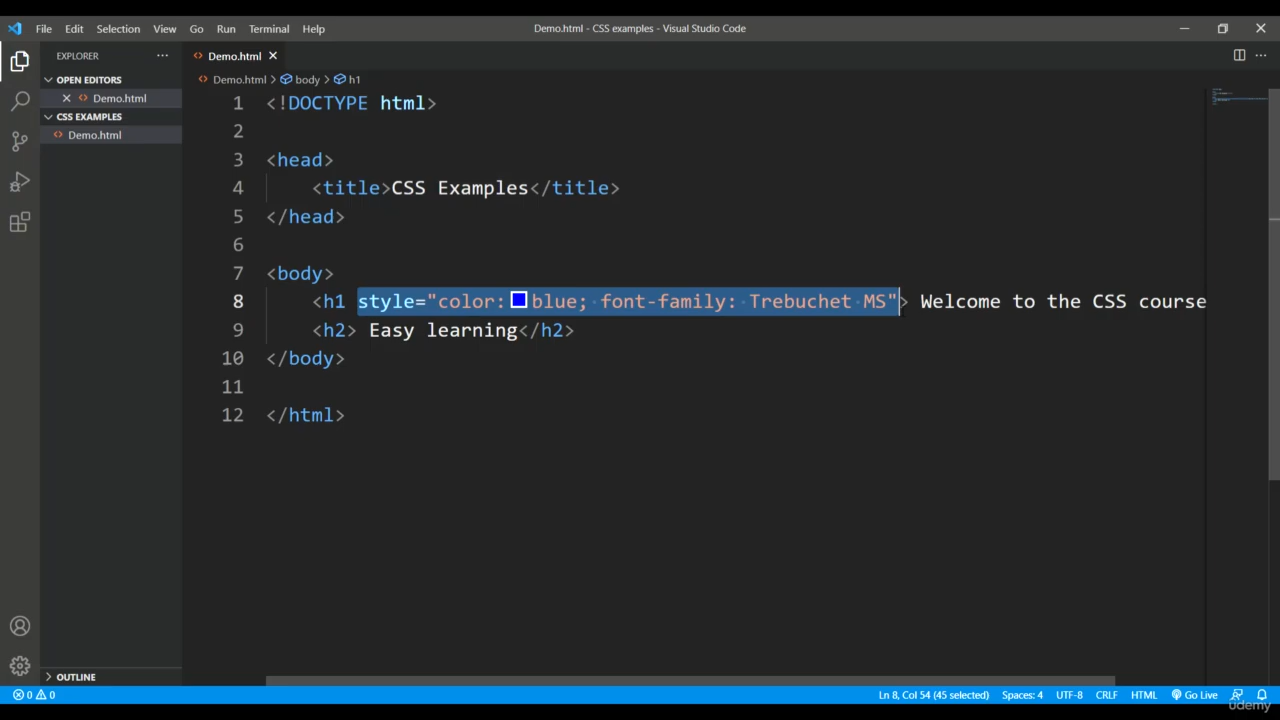 File Edit Selection View Go Run Terminal Help
Demo.html - CSS examples - Visual Studio Code
EXPLORER
OPEN EDITORS
Demo.html
CSS EXAMPLES
Demo.html
OUTLINE
Demo.html
Demo.html > body > h1
1 <!DOCTYPE html>
2
3 <head>
4 <title>CSS Examples</title>
5 </head>
6
7 <body>
8 <h1 style="color: blue; font-family: Trebuchet MS"> Welcome to the CSS course
9 <h2> Easy learning</h2>
10 </body>
11
12 </html>
0 0
Ln 8, Col 54 (45 selected) Spaces: 4 UTF-8 CRLF HTML Go Live
udemy